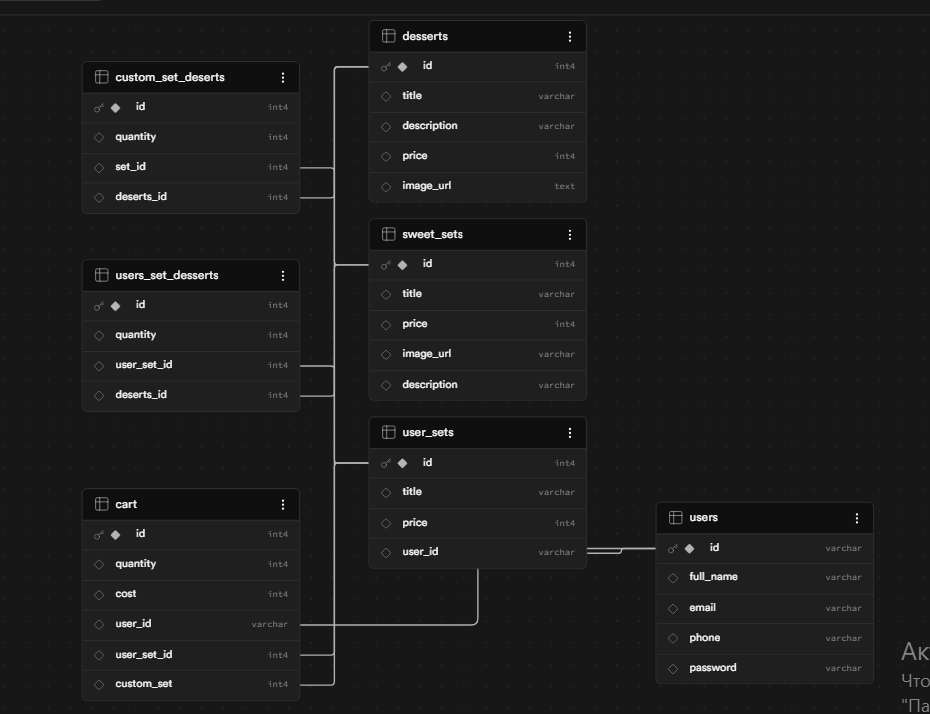 custom_set_deserts
id int4
quantity int4
set_id int4
deserts_id int4
users_set_desserts
id int4
quantity int4
user_set_id int4
deserts_id int4
cart
id int4
quantity int4
cost int4
user_id varchar
user_set_id int4
custom_set int4
desserts
id int4
title varchar
description varchar
price int4
image_url text
sweet_sets
id int4
title varchar
price int4
image_url varchar
description varchar
user_sets
id int4
title varchar
price int4
user_id varchar
users
id varchar
full_name varchar
email varchar
phone varchar
password varchar
Ак
Что
"Па